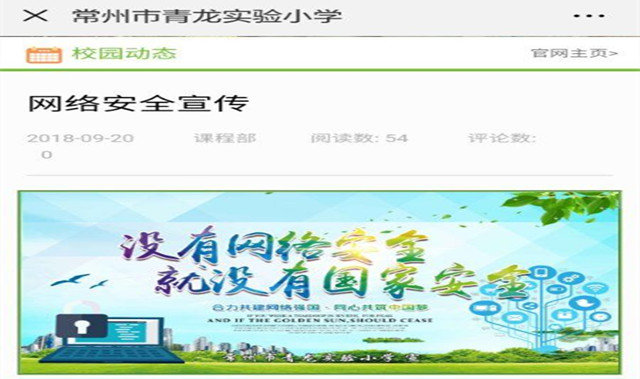 常州市青龙实验小学
校园动态
官网主页>
网络安全宣传
2018-09-20 课程部 阅读数: 54 评论数:
0
没有网络安全
就没有国家安全
合力共建网络强国·同心共筑中国梦
AND IF THE GOLDEN SUN,SHOULD CEASE
常州市青龙实验小学宣